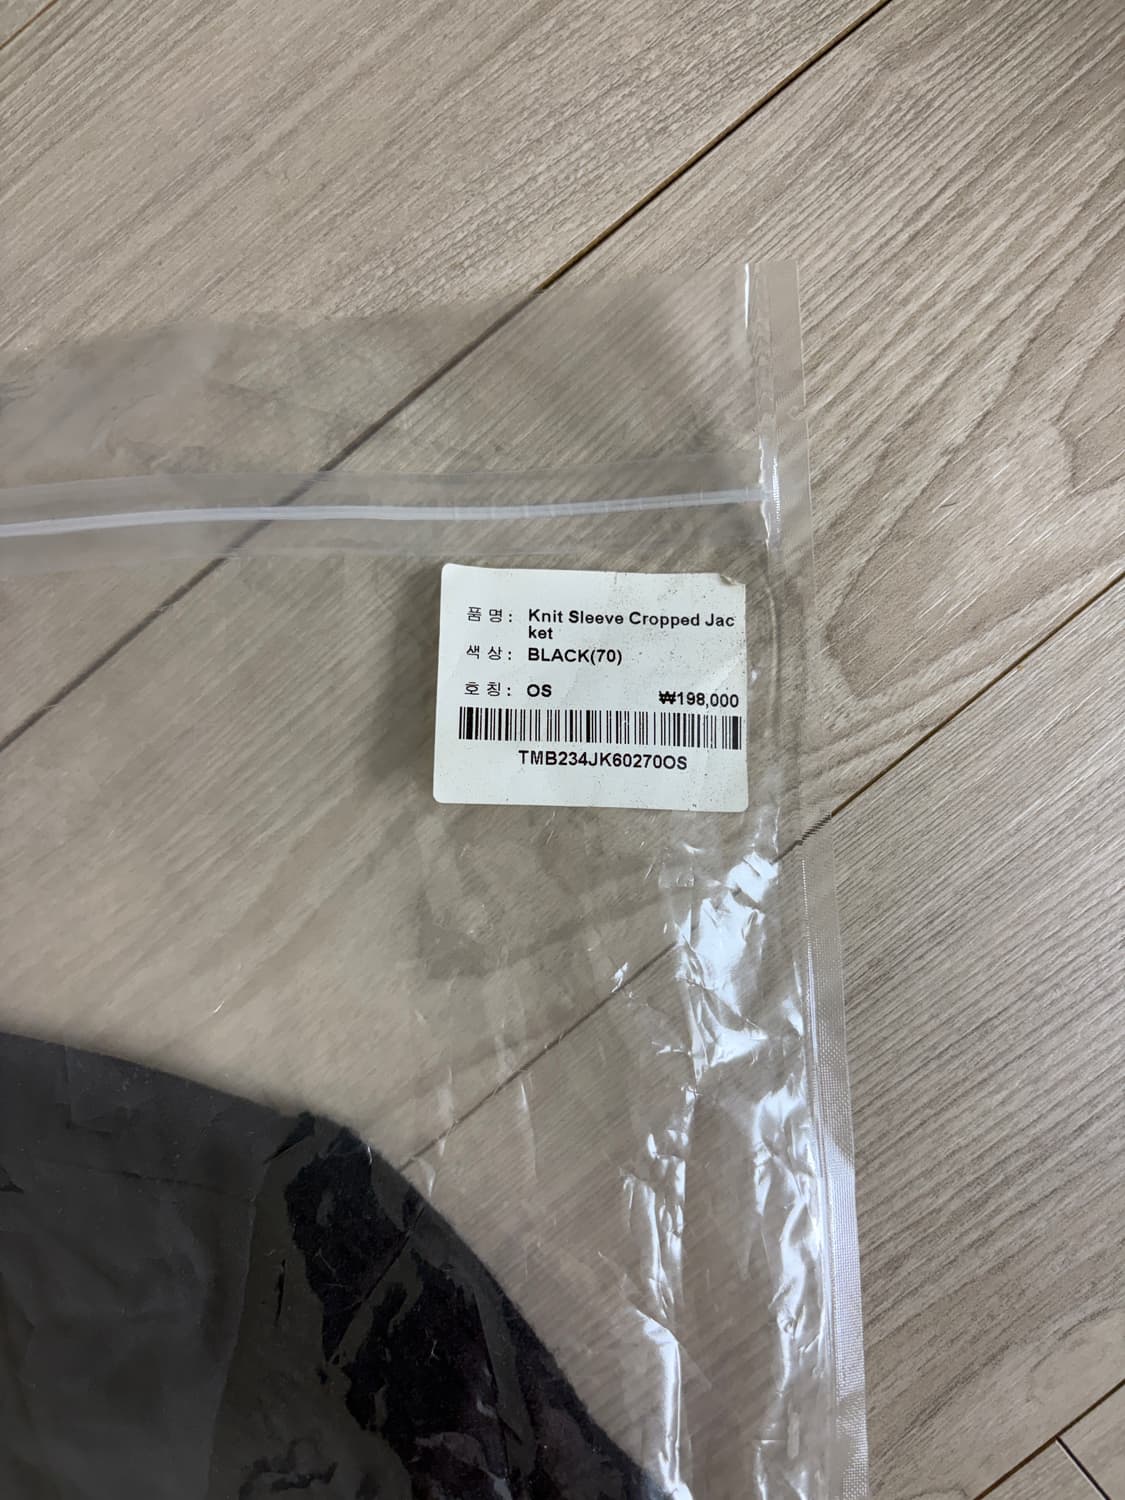 품 명 : Knit Sleeve Cropped Jac
ket
색 상 : BLACK(70)
호 칭 : OS ₩198,000
TMB234JK60270OS